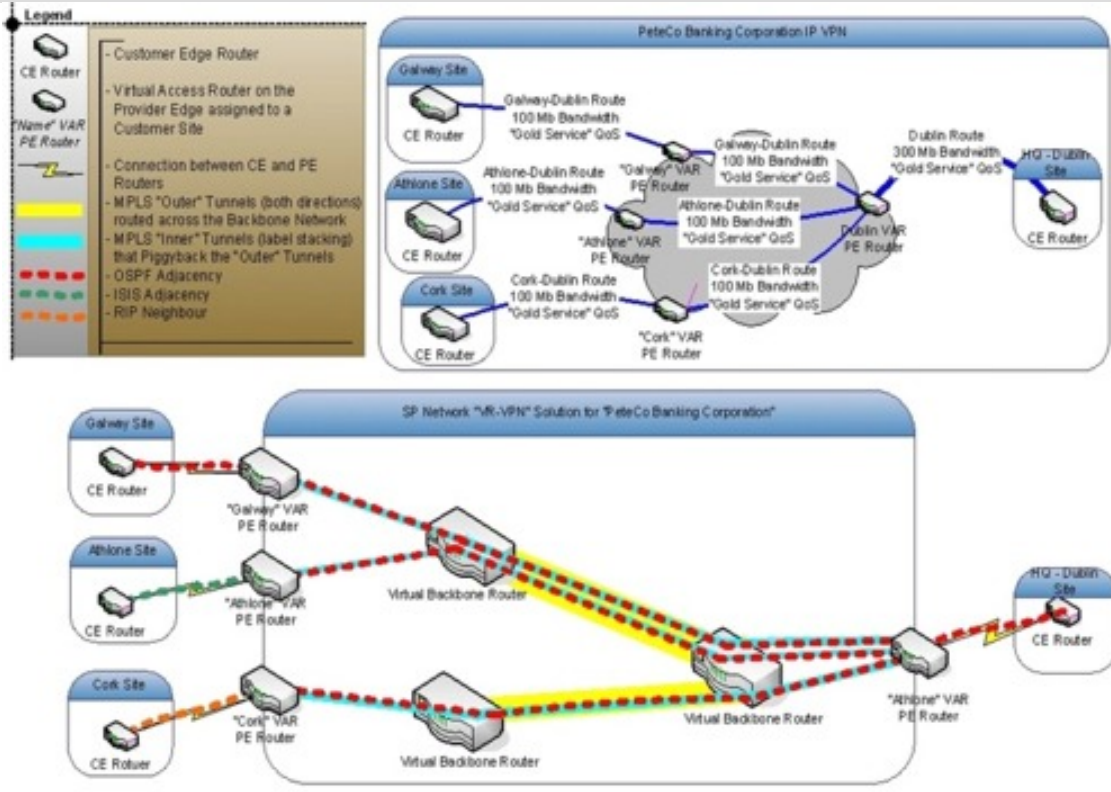 Legend
CE Router
"Name" VAR
PE Router
- Customer Edge Router
- Virtual Access Router on the
Provider Edge assigned to a
Customer Site
- Connection between CE and PE
Routers
- MPLS "Outer" Tunnels (both directions)
routed across the Backbone Network
- MPLS "Inner" Tunnels (label stacking)
that Piggyback the "Outer" Tunnels
- OSPF Adjacency
- ISIS Adjacency
- RIP Neighbour
PeteCo Banking Corporation IP VPN
Galway Site
CE Router
Galway-Dublin Route
100 Mb Bandwidth
"Gold Service" QoS
"Galway" VAR
PE Router
Galway-Dublin Route
100 Mb Bandwidth
"Gold Service" QoS
Dublin Route
300 Mb Bandwidth
"Gold Service" QoS
HQ - Dublin
Site
CE Router
Athlone Site
CE Router
Athlone-Dublin Route
100 Mb Bandwidth
"Gold Service" QoS
"Athlone" VAR
PE Router
Athlone-Dublin Route
100 Mb Bandwidth
"Gold Service" QoS
Dublin VAR
PE Router
Cork Site
CE Router
Cork-Dublin Route
100 Mb Bandwidth
"Gold Service" QoS
"Cork" VAR
PE Router
Cork-Dublin Route
100 Mb Bandwidth
"Gold Service" QoS
SP Network "VR-VPN" Solution for "PeteCo Banking Corporation"
Galway Site
CE Router
"Galway" VAR
PE Router
Athlone Site
CE Router
"Athlone" VAR
PE Router
Virtual Backbone Router
HQ - Dublin
Site
CE Router
Cork Site
CE Rotuer
"Cork" VAR
PE Router
Virtual Backbone Router
Virtual Backbone Router
"Athlone" VAR
PE Router